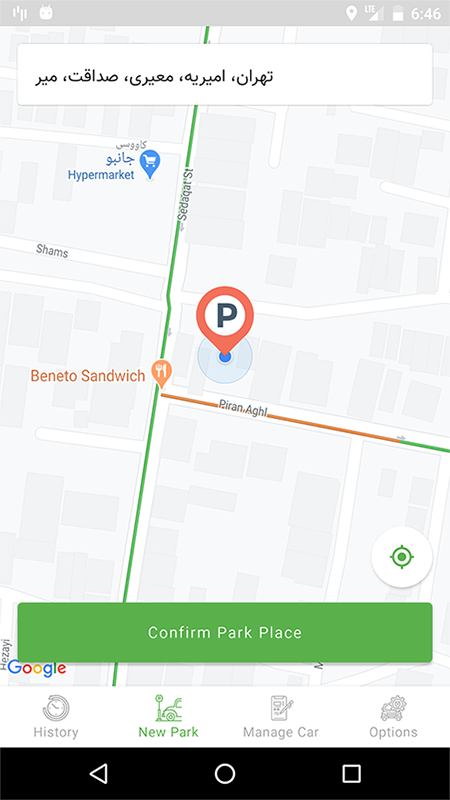 LTE 6:46
تهران، امیریه، معیری، صداقت، میر
کاووسی
جانبو
Hypermarket
Sedaqat St
Shams
P
Beneto Sandwich
Piran Aghl
Confirm Park Place
Hezayi
Google
History
New Park
Manage Car
Options